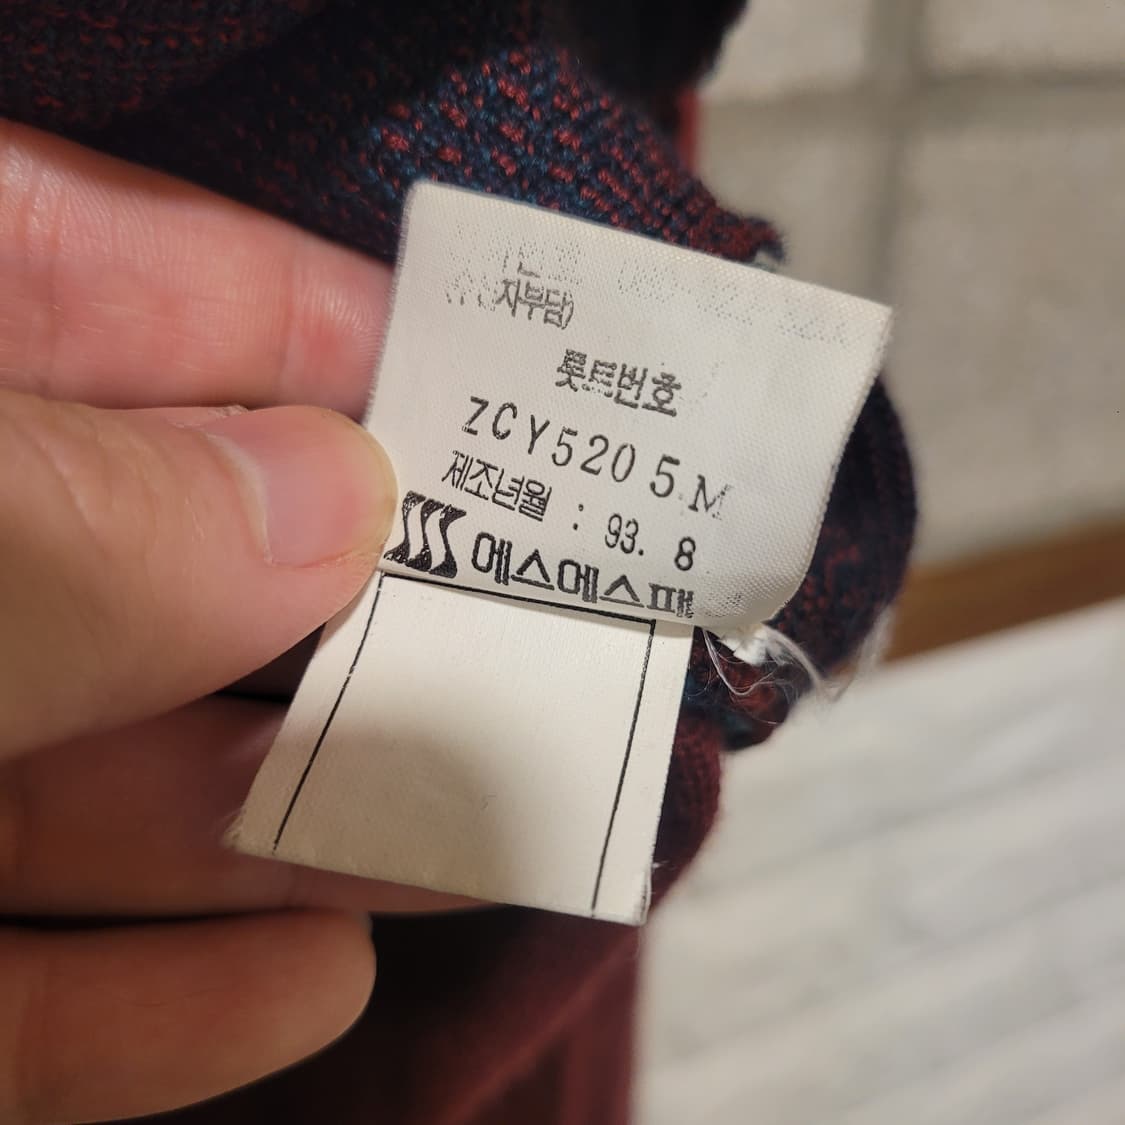 자부담)
롯트번호
ZCY5205M
제조년월 : 93. 8
에스에스패